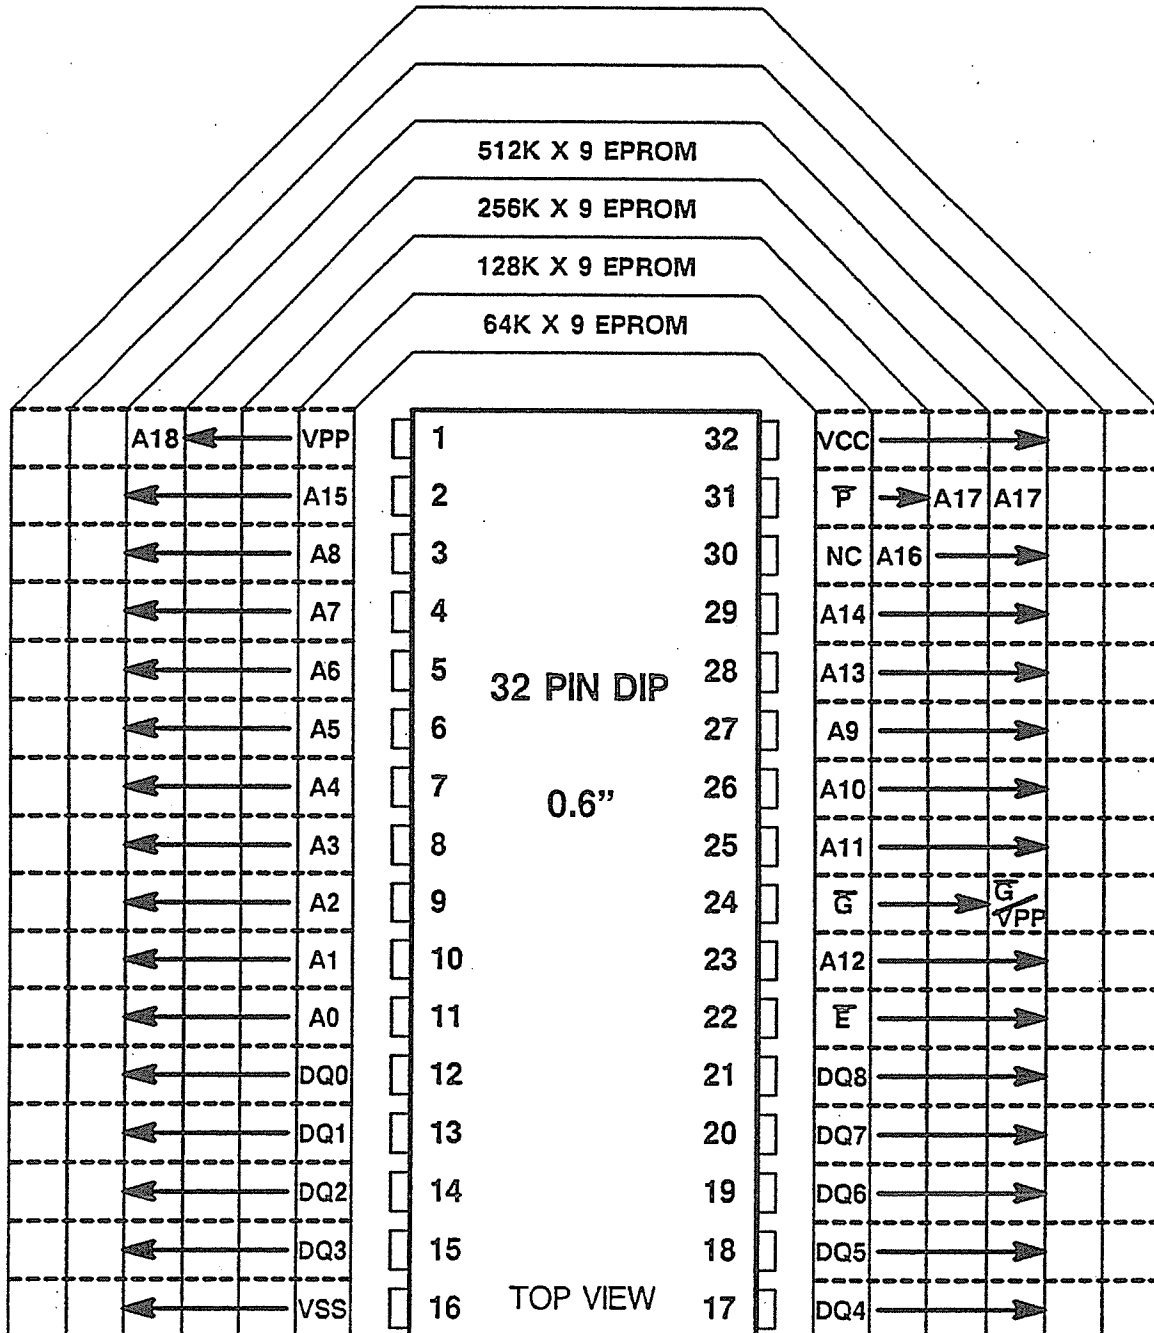 512K X 9 EPROM
256K X 9 EPROM
128K X 9 EPROM
64K X 9 EPROM
A18 VPP 1 32 VCC
A15 2 31 P̅ A17 A17
A8 3 30 NC A16
A7 4 29 A14
A6 5 28 A13
32 PIN DIP
A5 6 27 A9
A4 7 26 A10
0.6”
A3 8 25 A11
A2 9 24 G̅ G̅/VPP
A1 10 23 A12
A0 11 22 E̅
DQ0 12 21 DQ8
DQ1 13 20 DQ7
DQ2 14 19 DQ6
DQ3 15 18 DQ5
VSS 16 TOP VIEW 17 DQ4